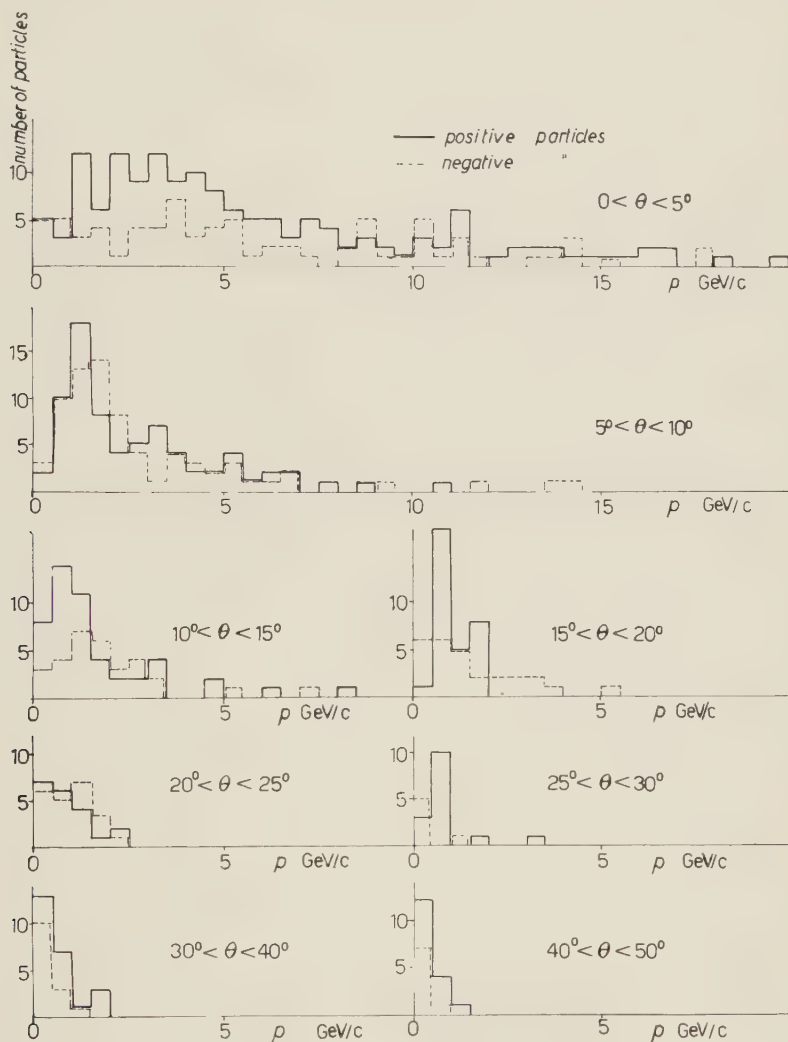 number of particles
positive particles
negative "
10
5
0 < θ < 5°
0 5 10 15 p GeV/c
15
10
5
5° < θ < 10°
0 5 10 15 p GeV/c
10
5
10° < θ < 15°
0 5 p GeV/c
10
5
15° < θ < 20°
0 5 p GeV/c
10
5
20° < θ < 25°
0 5 p GeV/c
10
5
25° < θ < 30°
0 5 p GeV/c
10
5
30° < θ < 40°
0 5 p GeV/c
10
5
40° < θ < 50°
0 5 p GeV/c